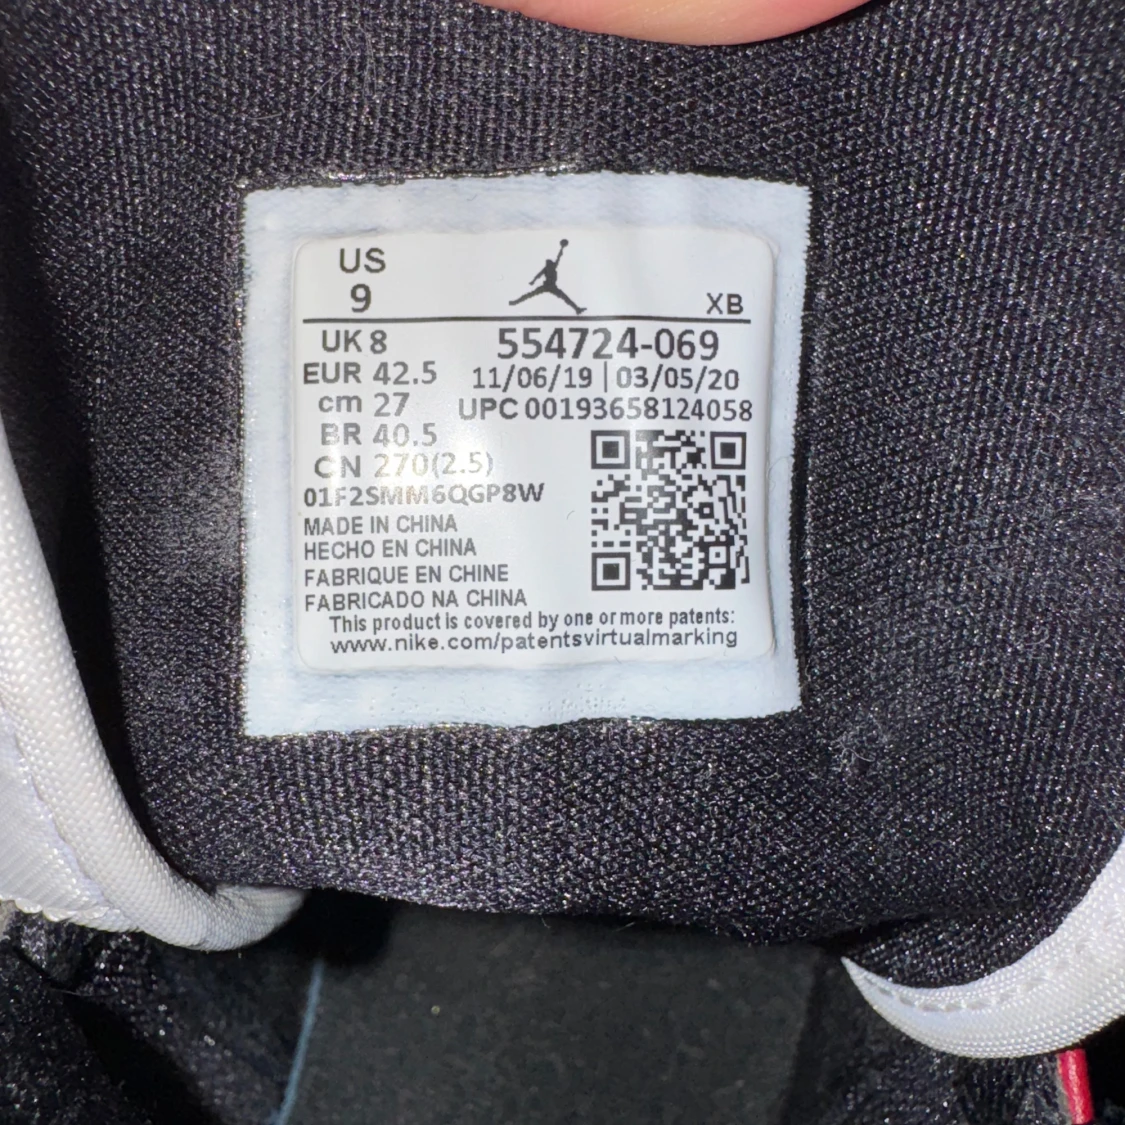 US
9
XB
UK 8
554724-069
EUR 42.5
11/06/19 | 03/05/20
cm 27
UPC 00193658124058
BR 40.5
CN 270(2.5)
01F2SMM6QGP8W
MADE IN CHINA
HECHO EN CHINA
FABRIQUE EN CHINE
FABRICADO NA CHINA
This product is covered by one or more patents:
www.nike.com/patentsvirtualmarking